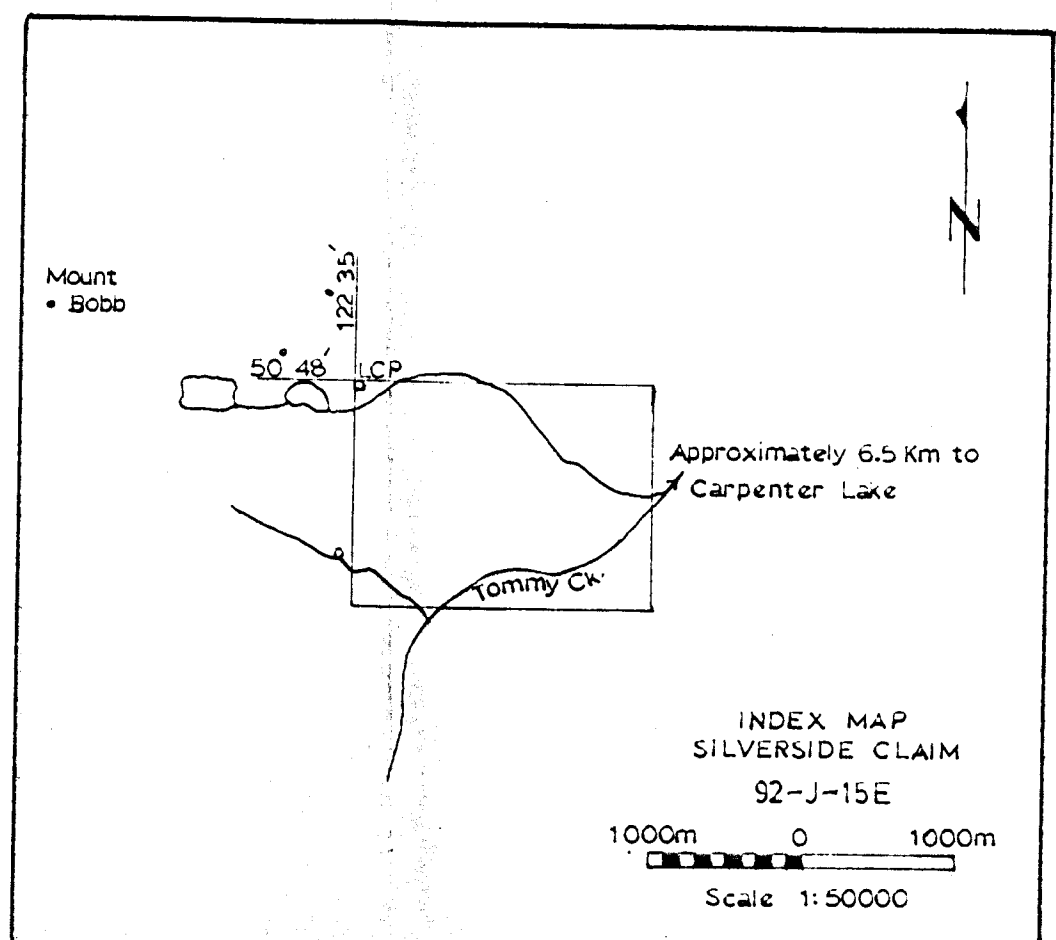 N
Mount
Bobb
122° 35'
50° 48'
LCP
Approximately 6.5 Km to
Carpenter Lake
Tommy Ck.
INDEX MAP
SILVERSIDE CLAIM
92-J-15E
1000m 0 1000m
Scale 1:50000